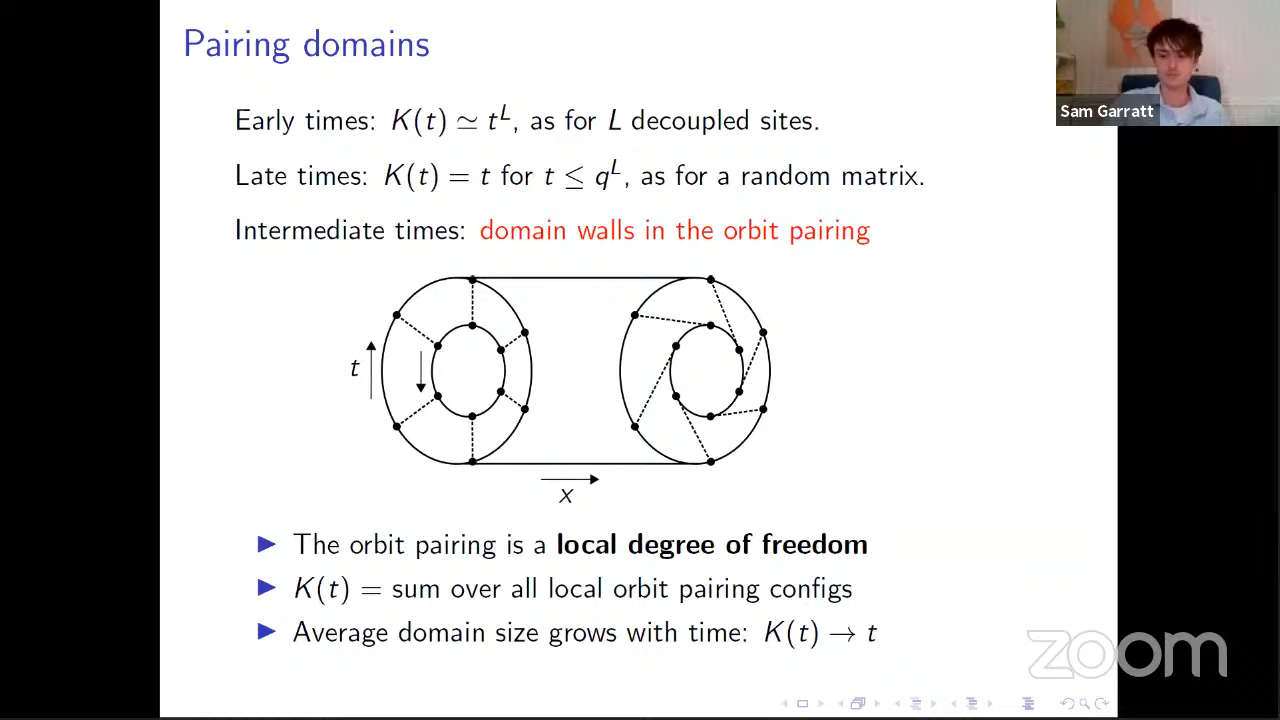 Pairing domains
Sam Garratt
Early times: K(t) ≃ t^L, as for L decoupled sites.
Late times: K(t) = t for t ≤ q^L, as for a random matrix.
Intermediate times: domain walls in the orbit pairing
t
x
▶ The orbit pairing is a local degree of freedom
▶ K(t) = sum over all local orbit pairing configs
▶ Average domain size grows with time: K(t) → t
zoom